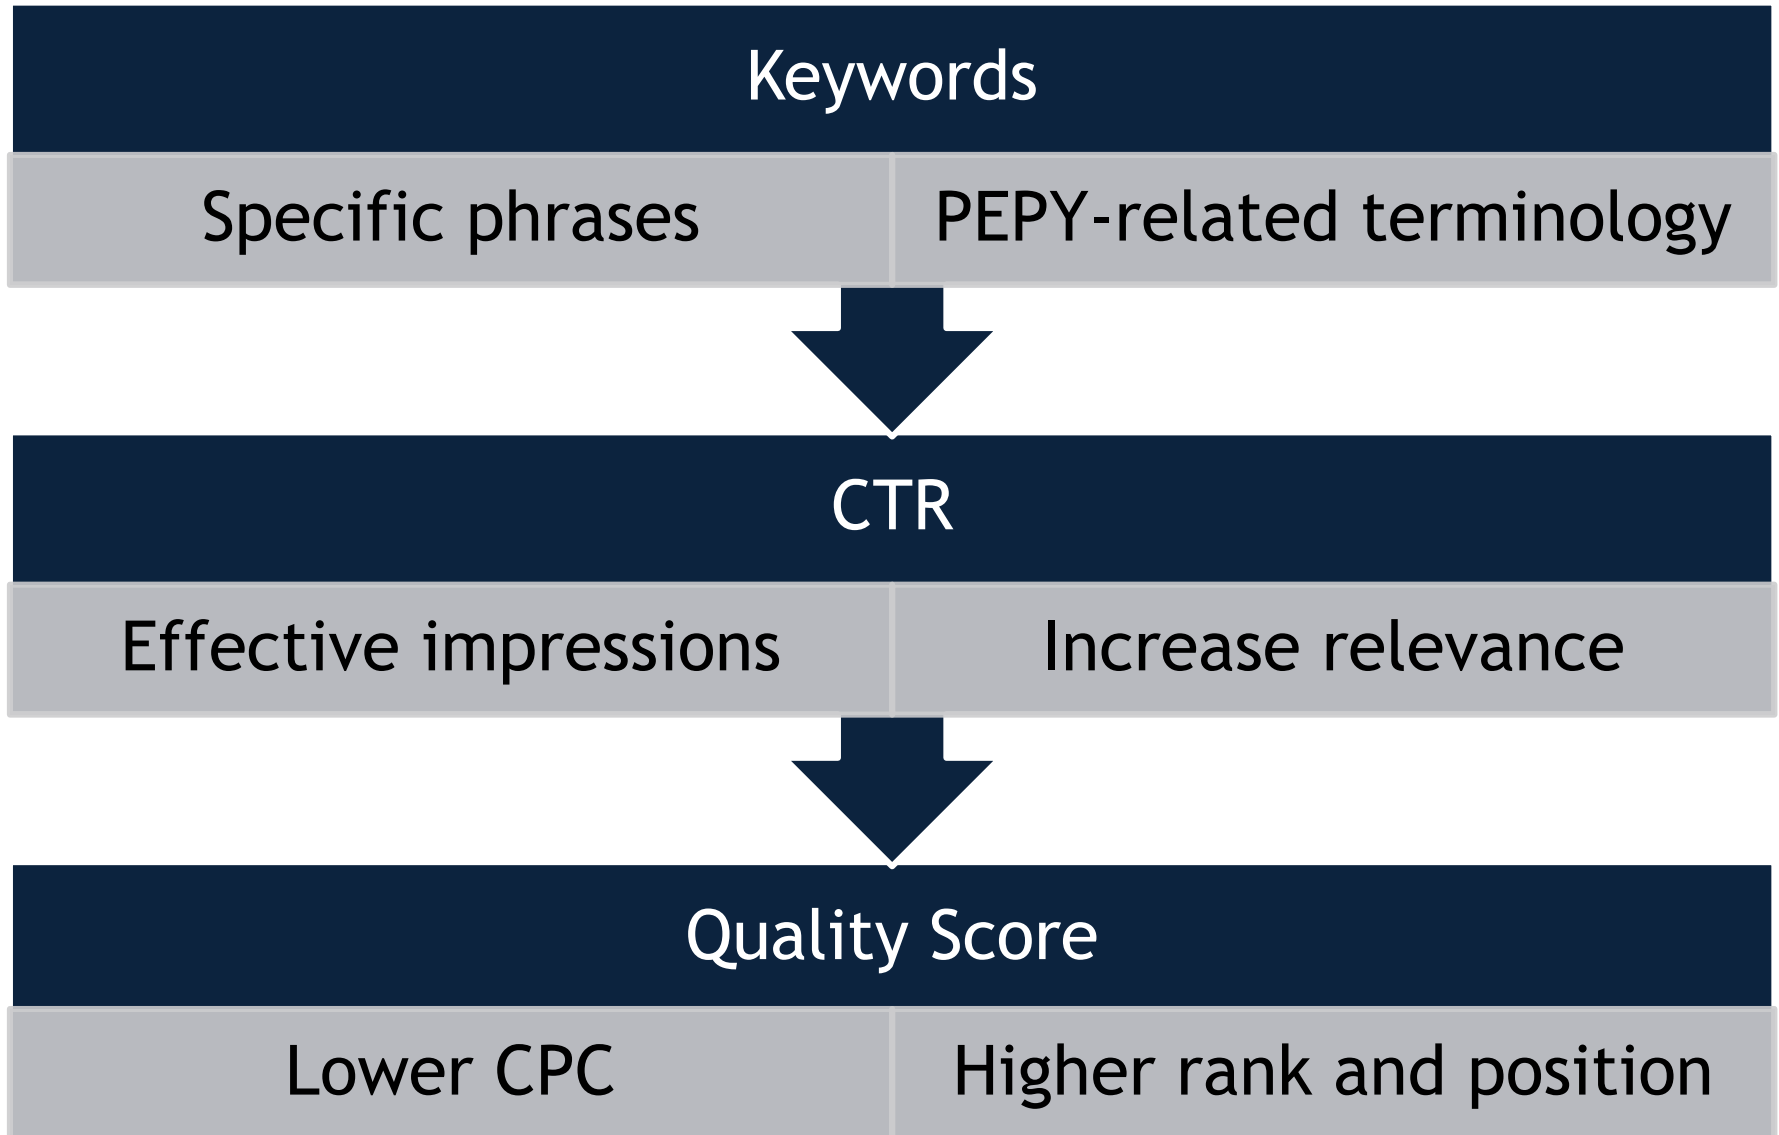 Keywords
Specific phrases
PEPY-related terminology
CTR
Effective impressions
Increase relevance
Quality Score
Lower CPC
Higher rank and position